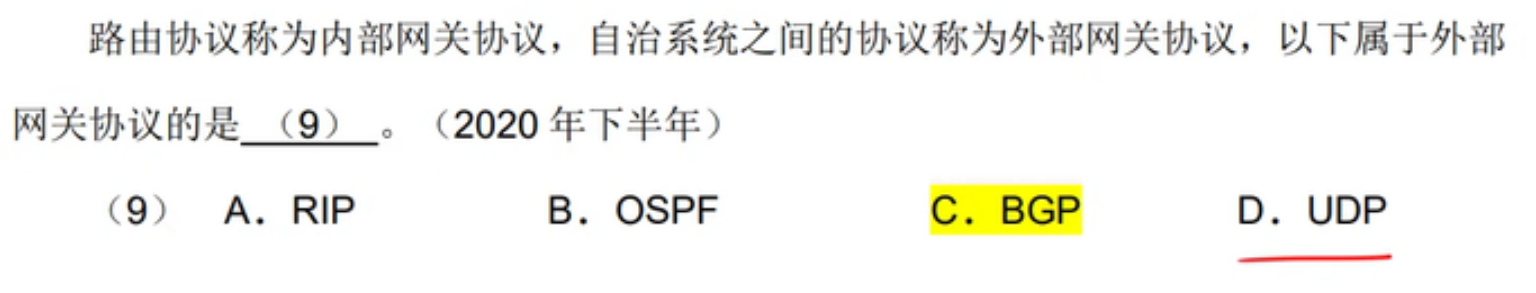 路由协议称为内部网关协议，自治系统之间的协议称为外部网关协议，以下属于外部
网关协议的是（9）。（2020 年下半年）
（9） A．RIP B．OSPF C．BGP D．UDP